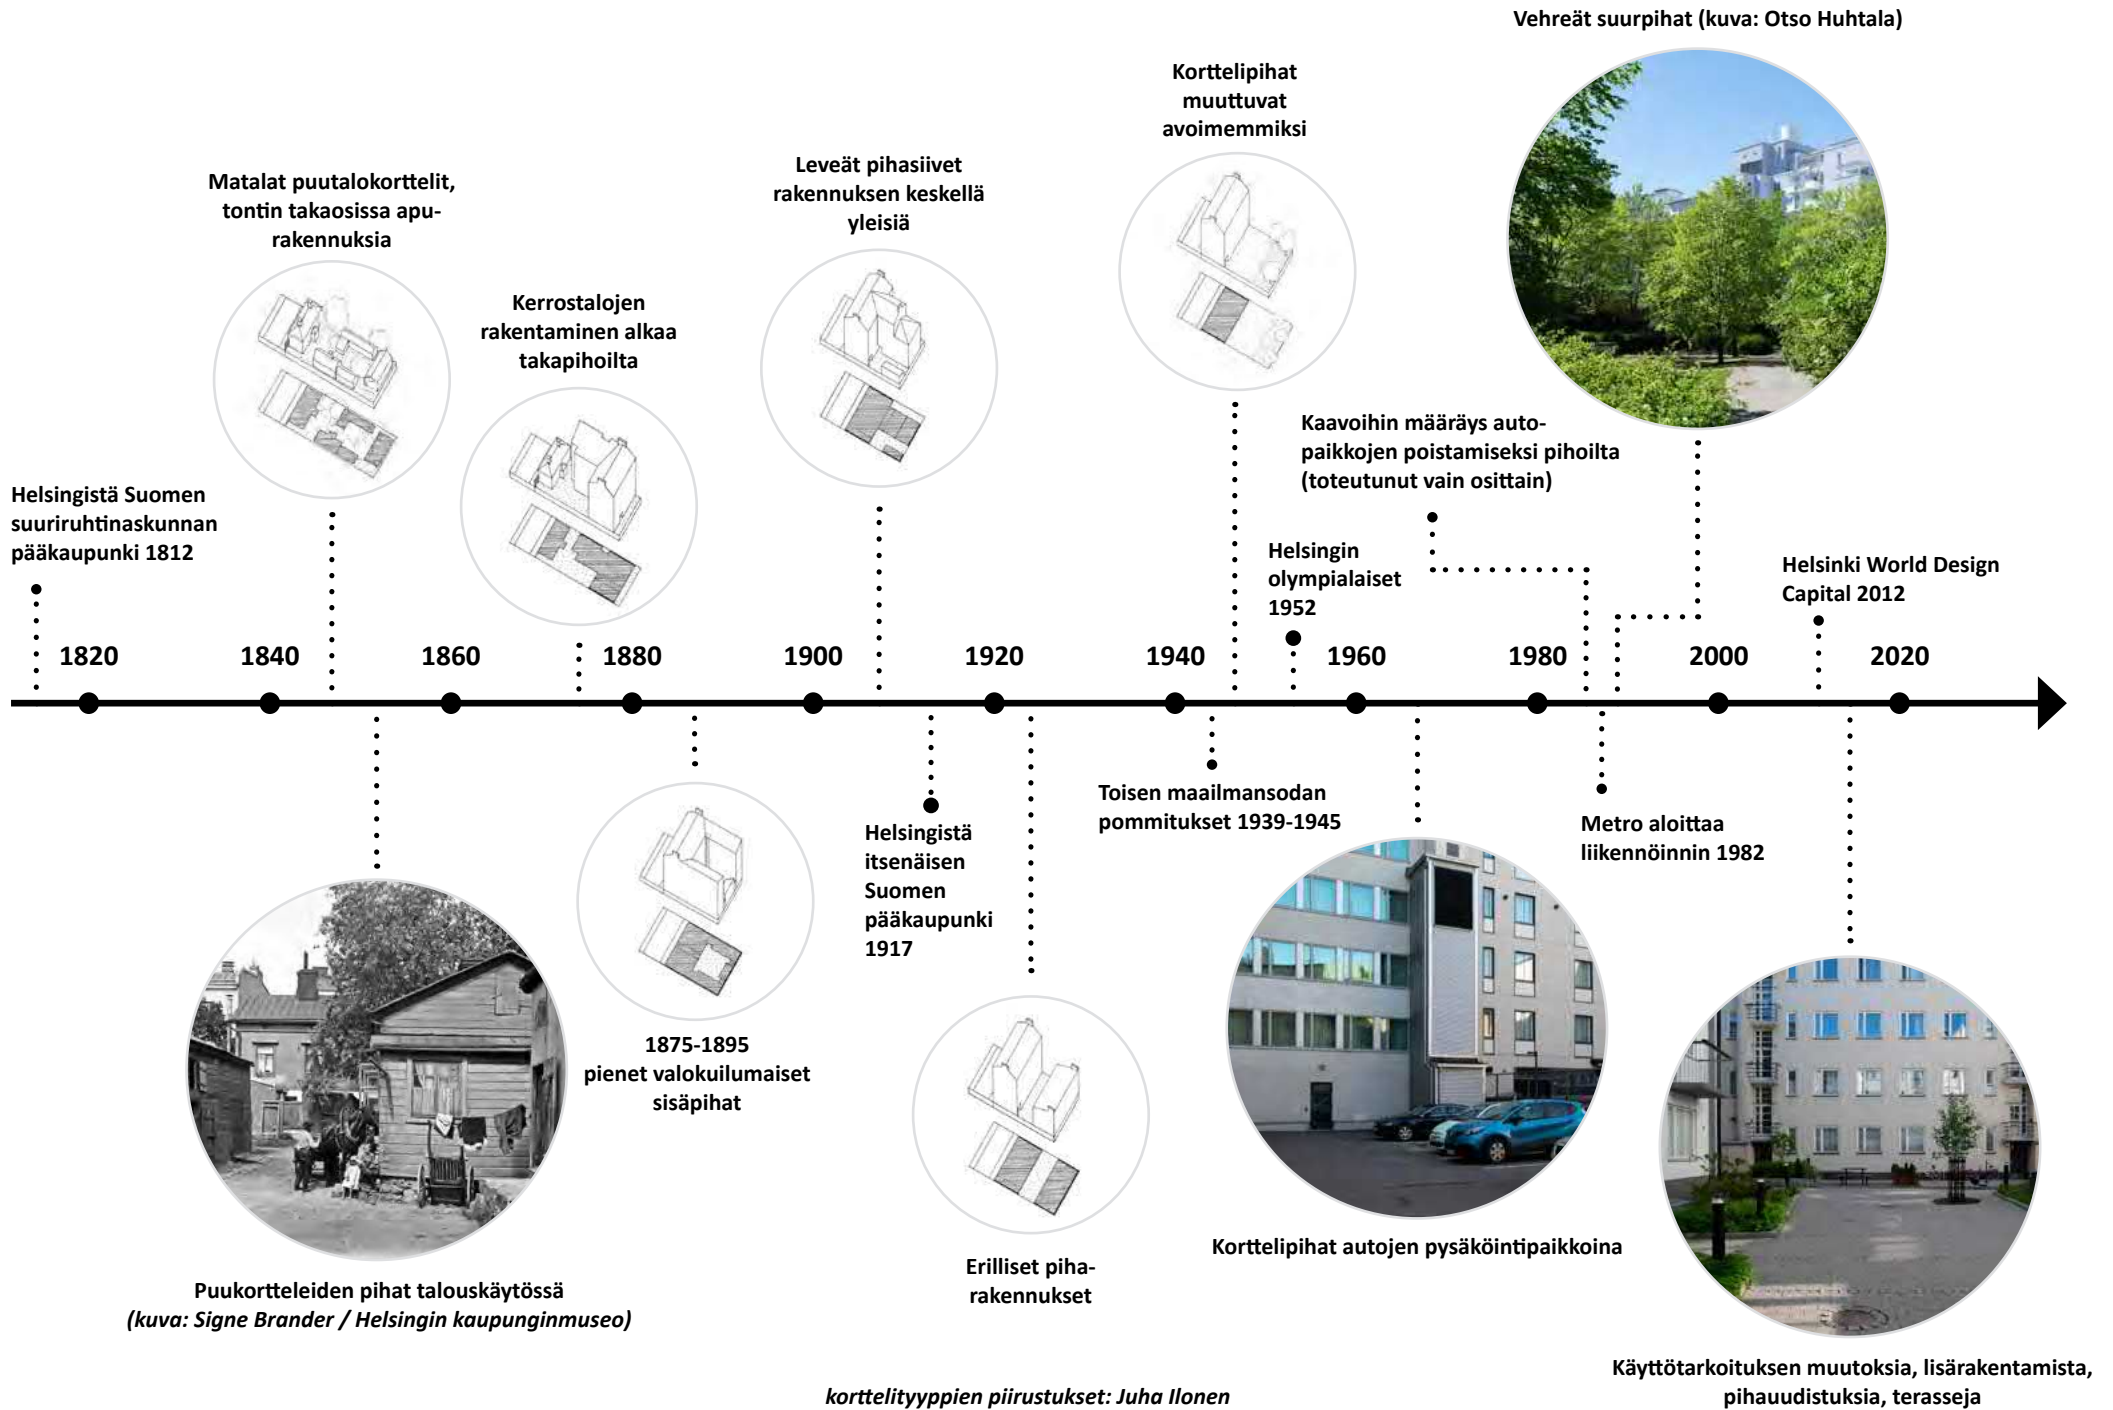 Vehreät suurpihat (kuva: Otso Huhtala)
Korttelipihat
muuttuvat
avoimemmiksi
Leveät pihasiivet
rakennuksen keskellä
yleisiä
Matalat puutalokorttelit,
tontin takaosissa apu-
rakennuksia
Kerrostalojen
rakentaminen alkaa
takapihoilta
Kaavoihin määräys auto-
paikkojen poistamiseksi pihoilta
(toteutunut vain osittain)
Helsingistä Suomen
suuriruhtinaskunnan
pääkaupunki 1812
Helsingin
olympialaiset
1952
Helsinki World Design
Capital 2012
1820
1840
1860
1880
1900
1920
1940
1960
1980
2000
2020
Toisen maailmansodan
pommitukset 1939-1945
Helsingistä
itsenäisen
Suomen
pääkaupunki
1917
Metro aloittaa
liikennöinnin 1982
1875-1895
pienet valokuilumaiset
sisäpihat
Korttelipihat autojen pysäköintipaikkoina
Erilliset piha-
rakennukset
Puukortteleiden pihat talouskäytössä
(kuva: Signe Brander / Helsingin kaupunginmuseo)
Käyttötarkoituksen muutoksia, lisärakentamista,
pihauudistuksia, terasseja
korttelityyppien piirustukset: Juha Ilonen